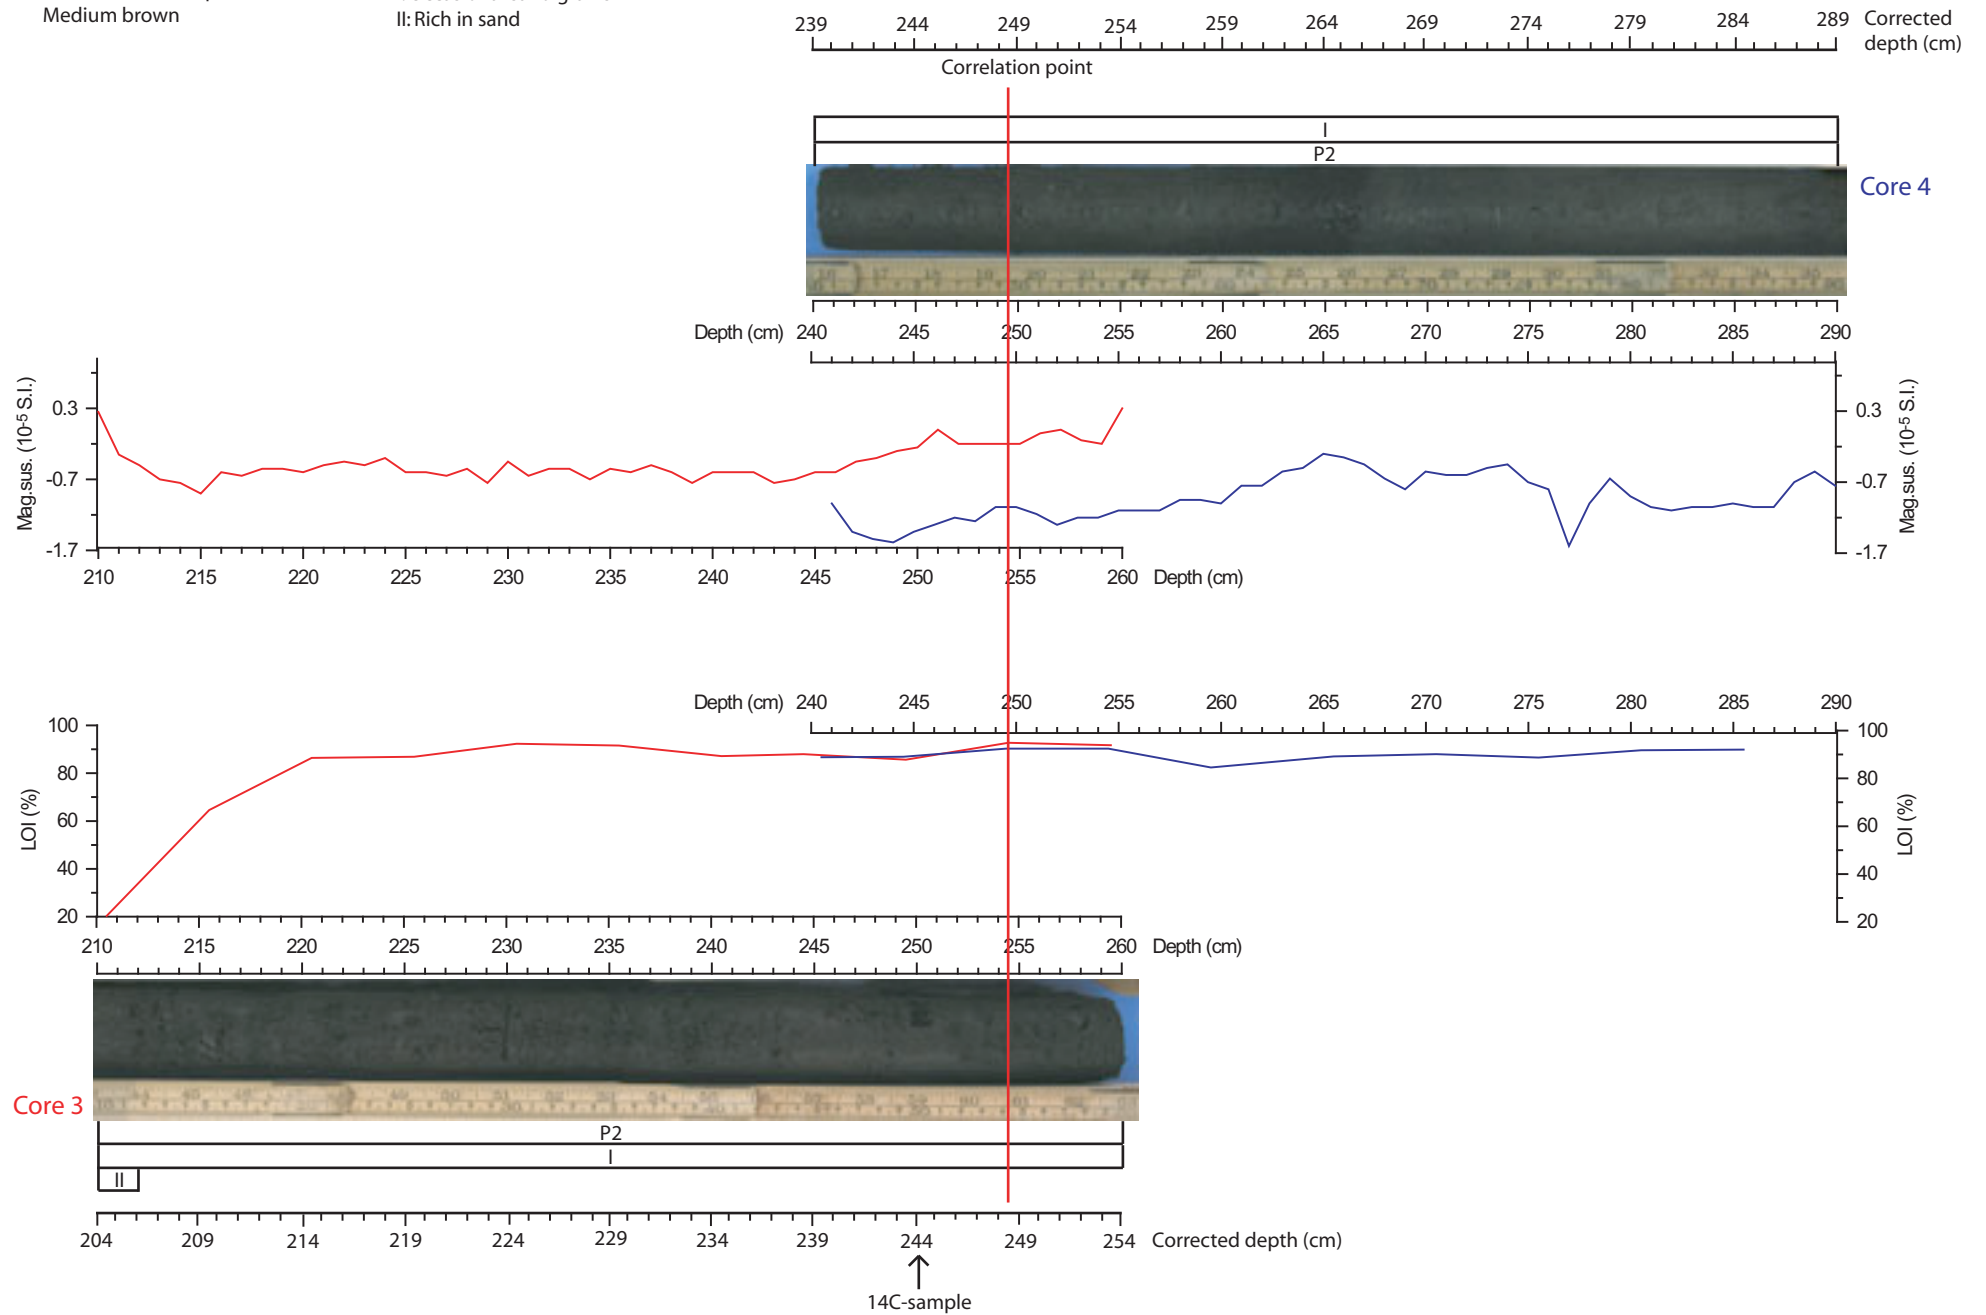 Medium brown
II: Rich in sand
239 244 249 254 259 264 269 274 279 284 289 Corrected depth (cm)
Correlation point
I
P2
Core 4
Depth (cm) 240 245 250 255 260 265 270 275 280 285 290
Mag.sus. (10-5 S.I.)
0.3
-0.7
-1.7
0.3
-0.7
-1.7
Mag.sus. (10-5 S.I.)
210 215 220 225 230 235 240 245 250 255 260 Depth (cm)
Depth (cm) 240 245 250 255 260 265 270 275 280 285 290
LOI (%)
100
80
60
40
20
100
80
60
40
20
LOI (%)
210 215 220 225 230 235 240 245 250 255 260 Depth (cm)
Core 3
P2
I
II
204 209 214 219 224 229 234 239 244 249 254 Corrected depth (cm)
14C-sample